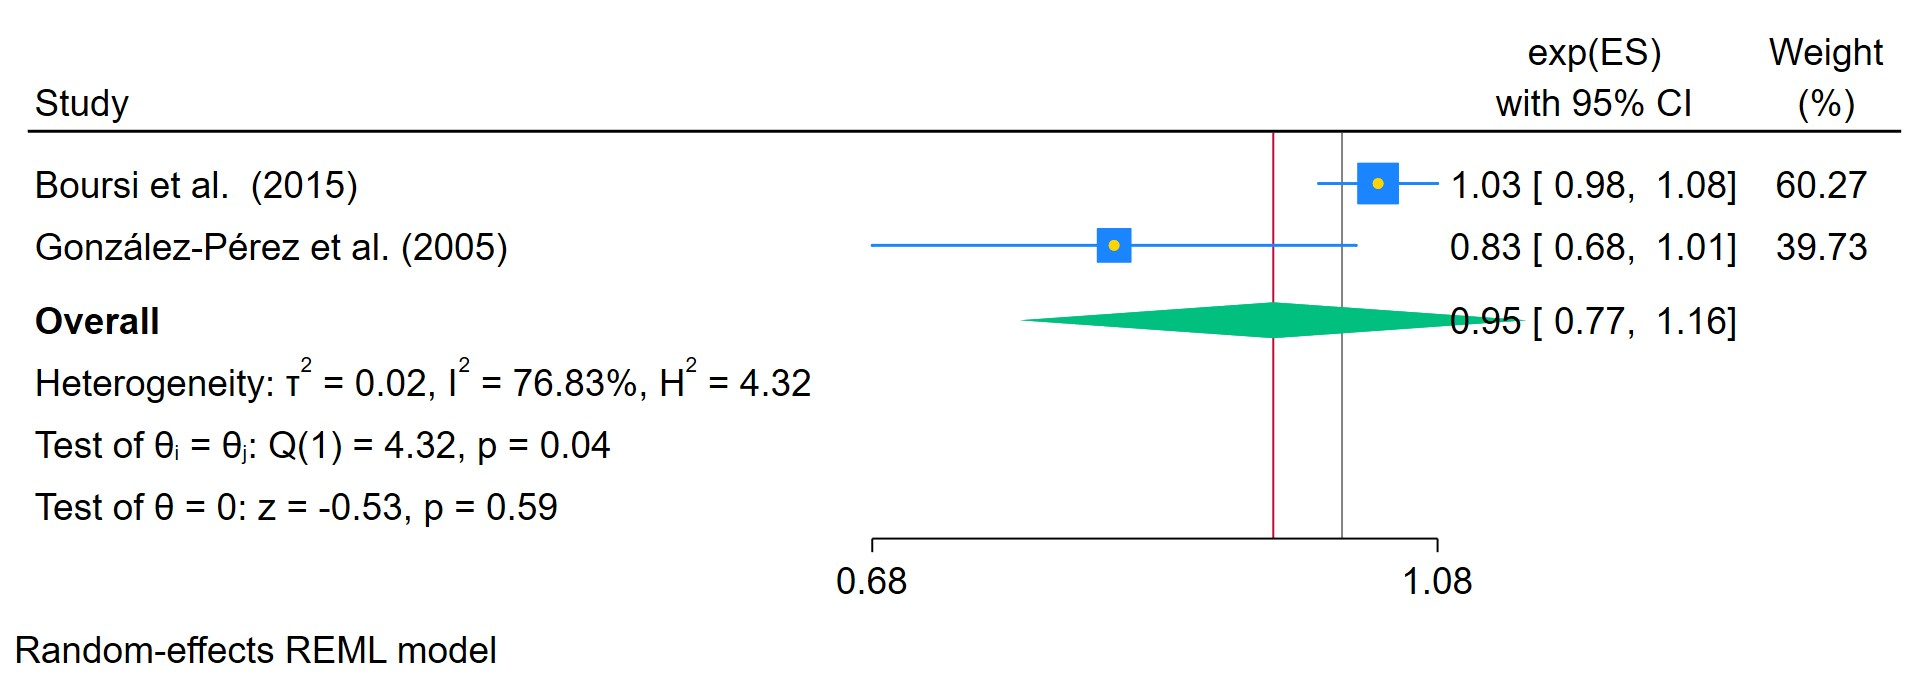 exp(ES) Weight
Study with 95% CI (%)
Boursi et al.  (2015) 1.03 [ 0.98,  1.08] 60.27
González-Pérez et al. (2005) 0.83 [ 0.68,  1.01] 39.73
Overall 0.95 [ 0.77,  1.16]
Heterogeneity: τ² = 0.02, I² = 76.83%, H² = 4.32
Test of θᵢ = θⱼ: Q(1) = 4.32, p = 0.04
Test of θ = 0: z = -0.53, p = 0.59
0.68 1.08
Random-effects REML model